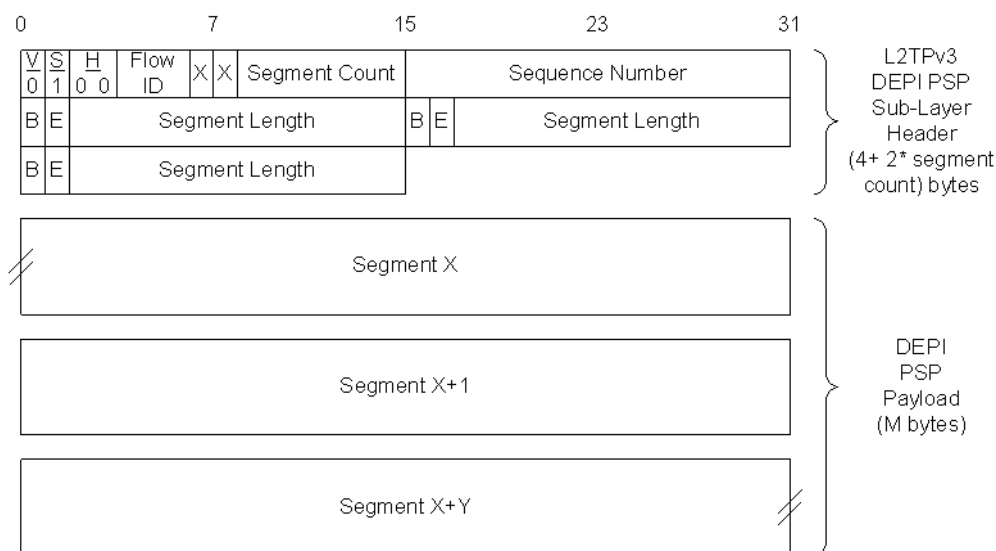 0 7 15 23 31
V S H Flow X X Segment Count Sequence Number
0 1 0 0 ID
B E Segment Length B E Segment Length
B E Segment Length
L2TPv3
DEPI PSP
Sub-Layer
Header
(4+ 2* segment
count) bytes
Segment X
Segment X+1
Segment X+Y
DEPI
PSP
Payload
(M bytes)